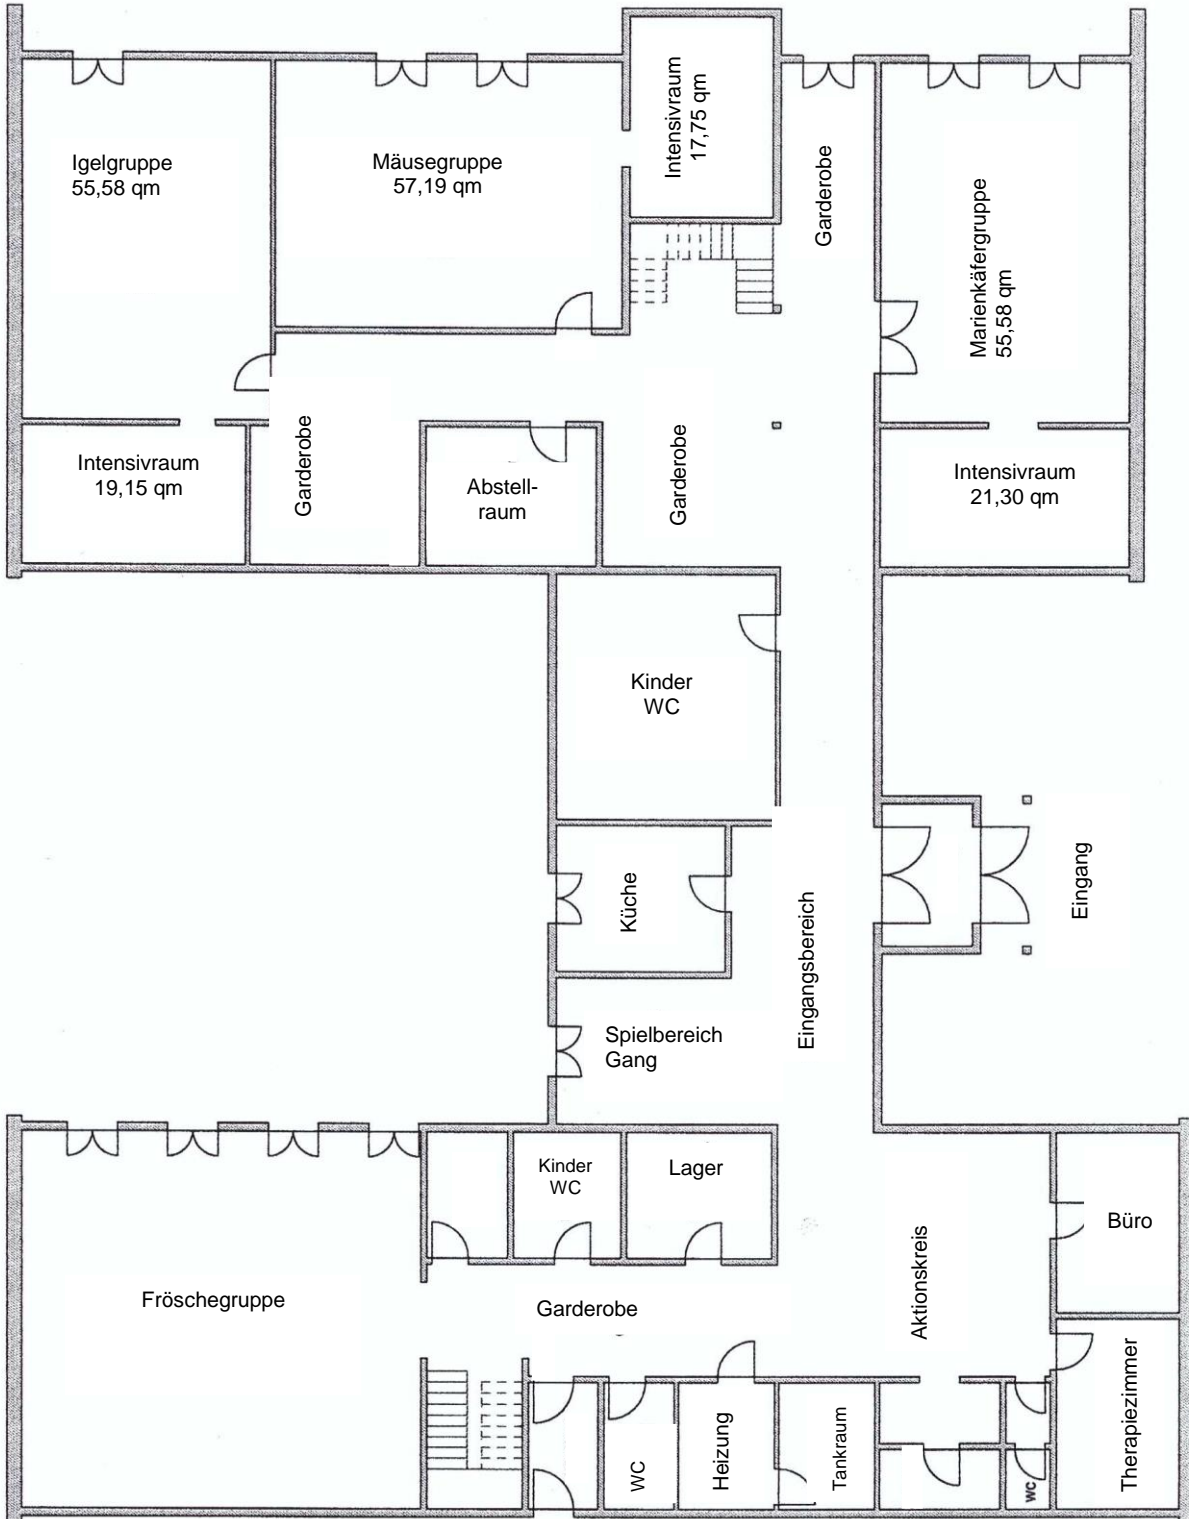 Igelgruppe
55,58 qm
Mäusegruppe
57,19 qm
Intensivraum
17,75 qm
Garderobe
Marienkäfergruppe
55,58 qm
Intensivraum
19,15 qm
Garderobe
Abstell-
raum
Garderobe
Intensivraum
21,30 qm
Kinder
WC
Küche
Eingangsbereich
Eingang
Spielbereich
Gang
Kinder
WC
Lager
Büro
Fröschegruppe
Garderobe
Aktionskreis
WC
Heizung
Tankraum
WC
Therapiezimmer